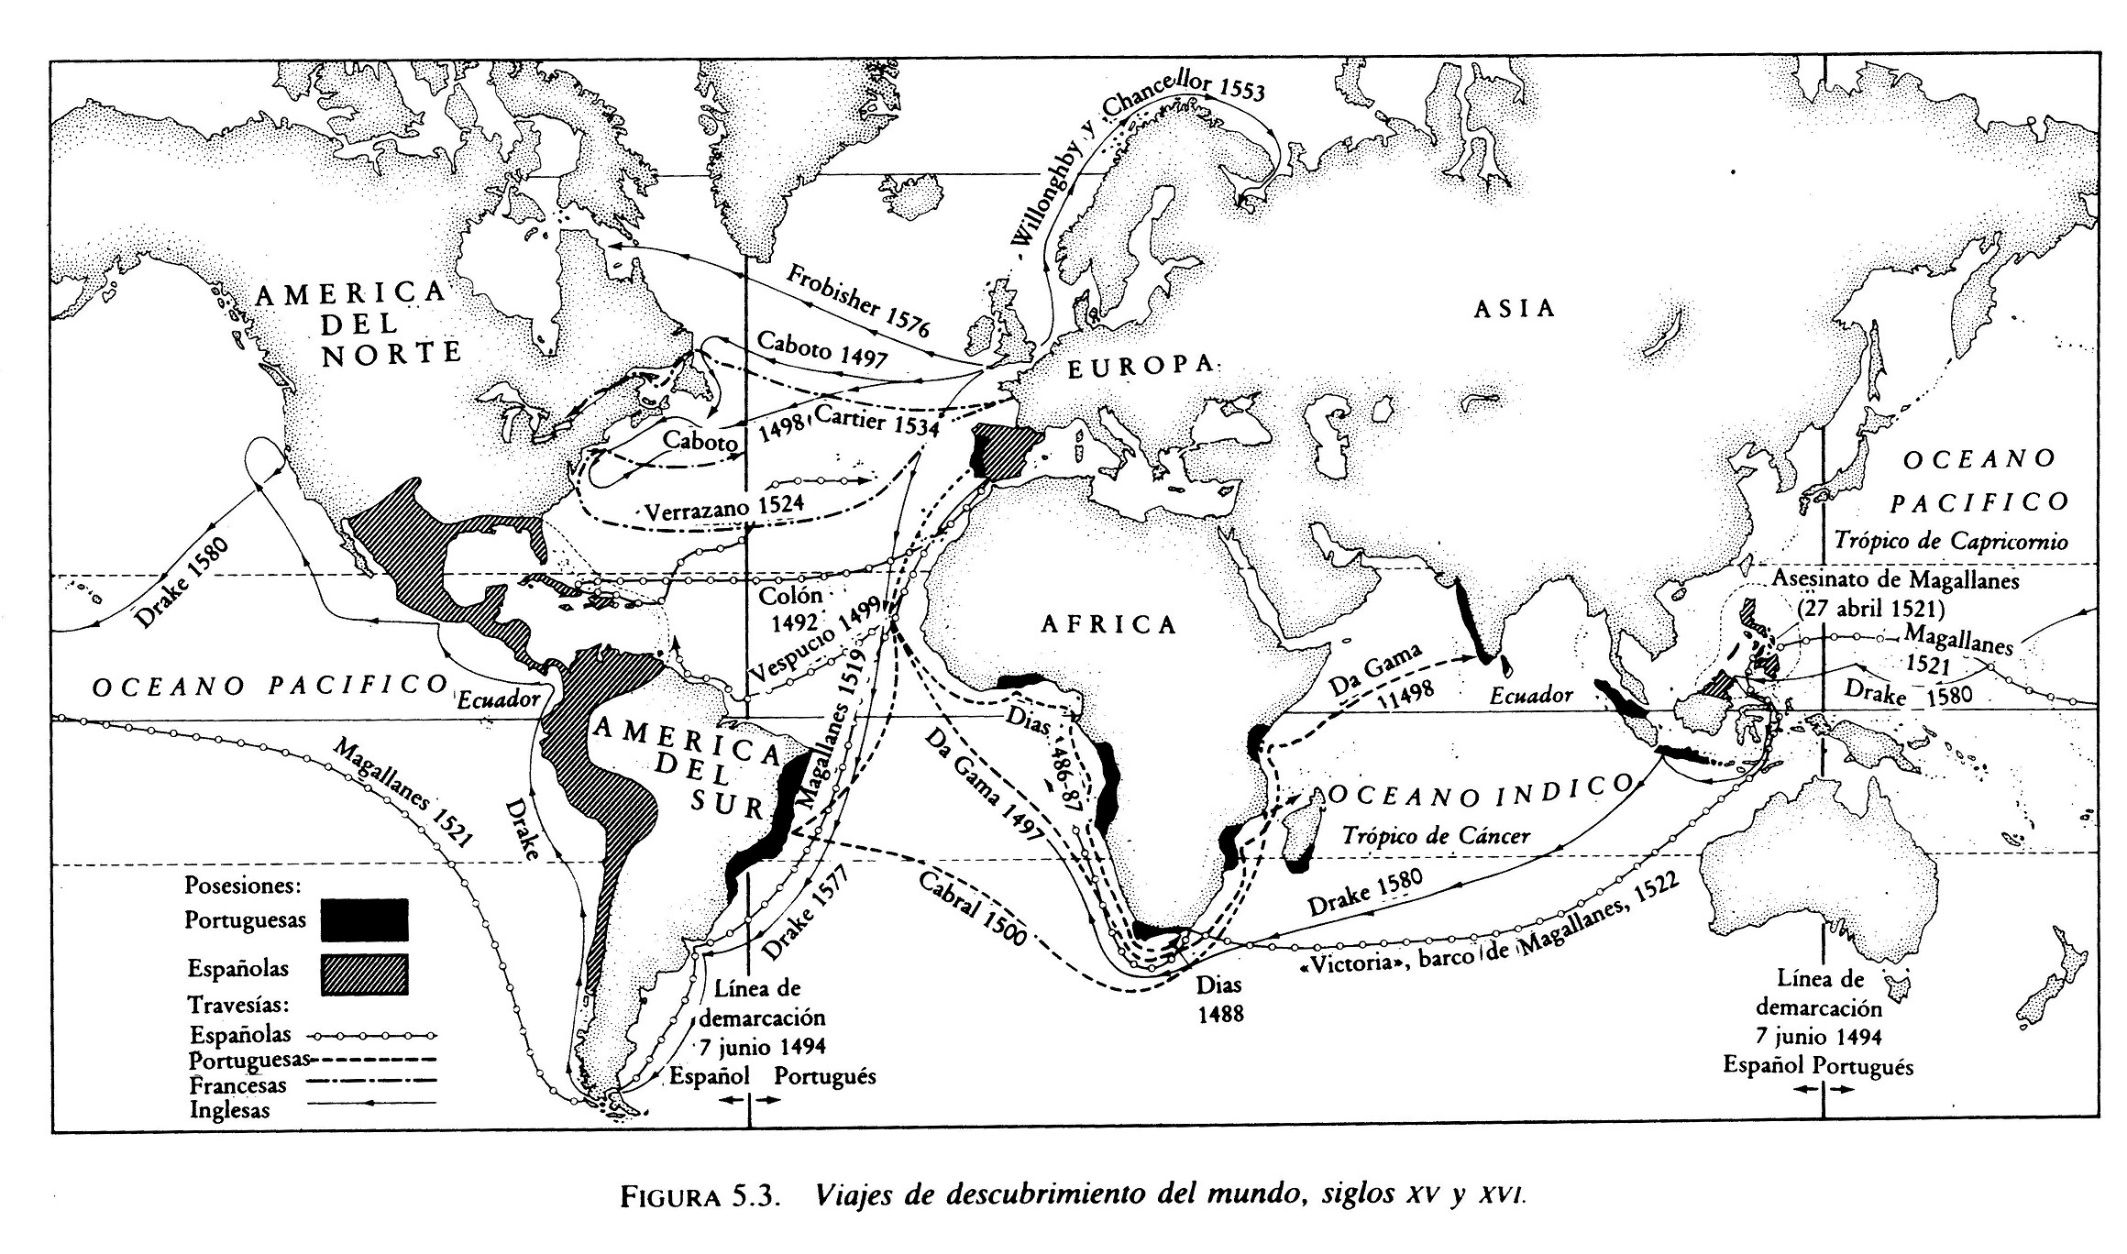 Willonghby y Chancellor 1553
AMERICA
DEL
NORTE
Frobisher 1576
Caboto 1497
Cartier 1534
Caboto 1498
Verrazano 1524
EUROPA
ASIA
OCEANO
PACIFICO
Trópico de Capricornio
Asesinato de Magallanes
(27 abril 1521)
Magallanes
1521
Drake 1580
Drake 1580
Colón
1492
Vespucio 1499
AFRICA
Da Gama
1498
Ecuador
OCEANO PACIFICO
Ecuador
AMERICA
DEL
SUR
Magallanes 1519
Dias 1486-87
Da Gama 1497
OCEANO INDICO
Trópico de Cáncer
Magallanes 1521
Drake
Drake 1577
Cabral 1500
Drake 1580
«Victoria», barco de Magallanes, 1522
Dias
1488
Posesiones:
Portuguesas
Españolas
Travesías:
Españolas
Portuguesas
Francesas
Inglesas
Línea de
demarcación
7 junio 1494
Español Portugués
Línea de
demarcación
7 junio 1494
Español Portugués
FIGURA 5.3. Viajes de descubrimiento del mundo, siglos XV y XVI.